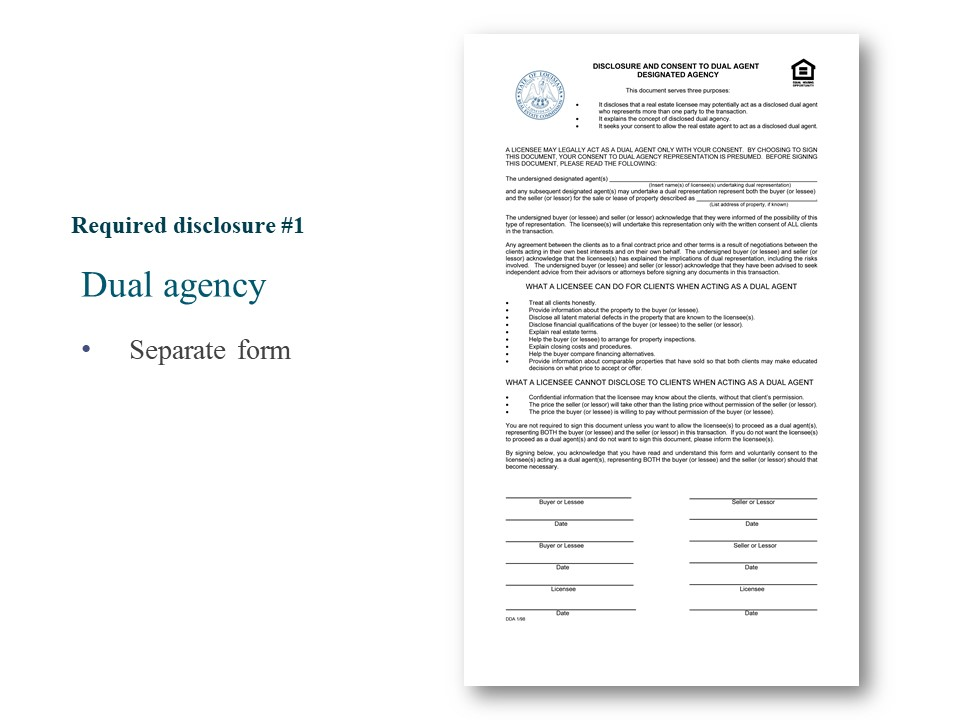 Required disclosure #1
Dual agency
• Separate form
DISCLOSURE AND CONSENT TO DUAL AGENT
DESIGNATED AGENCY
This document serves three purposes:
• It discloses that a real estate licensee may potentially act as a disclosed dual agent
who represents more than one party to the transaction.
• It explains the concept of disclosed dual agency.
• It seeks your consent to allow the real estate agent to act as a disclosed dual agent.
A LICENSEE MAY LEGALLY ACT AS A DUAL AGENT ONLY WITH YOUR CONSENT. BY CHOOSING TO SIGN
THIS DOCUMENT, YOUR CONSENT TO DUAL AGENCY REPRESENTATION IS PRESUMED. BEFORE SIGNING
THIS DOCUMENT, PLEASE READ THE FOLLOWING:
The undersigned designated agent(s)
(Insert name(s) of licensee(s) undertaking dual representation)
and any subsequent designated agent(s) may undertake a dual representation represent both the buyer (or lessee)
and the seller (or lessor) for the sale or lease of property described as
(List address of property, if known)
The undersigned buyer (or lessee) and seller (or lessor) acknowledge that they were informed of the possibility of this
type of representation. The licensee(s) will undertake this representation only with the written consent of ALL clients
in the transaction.
Any agreement between the clients as to a final contract price and other terms is a result of negotiations between the
clients acting in their own best interests and on their own behalf. The undersigned buyer (or lessee) and seller (or
lessor) acknowledge that the licensee(s) has explained the implications of dual representation, including the risks
involved. The undersigned buyer (or lessee) and seller (or lessor) acknowledge that they have been advised to seek
independent advice from their advisors or attorneys before signing any documents in this transaction.
WHAT A LICENSEE CAN DO FOR CLIENTS WHEN ACTING AS A DUAL AGENT
• Treat all clients honestly.
• Provide information about the property to the buyer (or lessee).
• Disclose all latent material defects in the property that are known to the licensee(s).
• Disclose financial qualifications of the buyer (or lessee) to the seller (or lessor).
• Explain real estate terms.
• Help the buyer (or lessee) to arrange for property inspections.
• Explain closing costs and procedures.
• Help the buyer compare financing alternatives.
• Provide information about comparable properties that have sold so that both clients may make educated
decisions on what price to accept or offer.
WHAT A LICENSEE CANNOT DISCLOSE TO CLIENTS WHEN ACTING AS A DUAL AGENT
• Confidential information that the licensee may know about the clients, without that client's permission.
• The price the seller (or lessor) will take other than the listing price without permission of the seller (or lessor).
• The price the buyer (or lessee) is willing to pay without permission of the buyer (or lessee).
You are not required to sign this document unless you want to allow the licensee(s) to proceed as a dual agent(s),
representing BOTH the buyer (or lessee) and the seller (or lessor) in this transaction. If you do not want the licensee(s)
to proceed as a dual agent(s) and do not want to sign this document, please inform the licensee(s).
By signing below, you acknowledge that you have read and understand this form and voluntarily consent to the
licensee(s) acting as a dual agent(s), representing BOTH the buyer (or lessee) and the seller (or lessor) should that
become necessary.
Buyer or Lessee Seller or Lessor
Date Date
Buyer or Lessee Seller or Lessor
Date Date
Licensee Licensee
Date Date
DDA 1/98